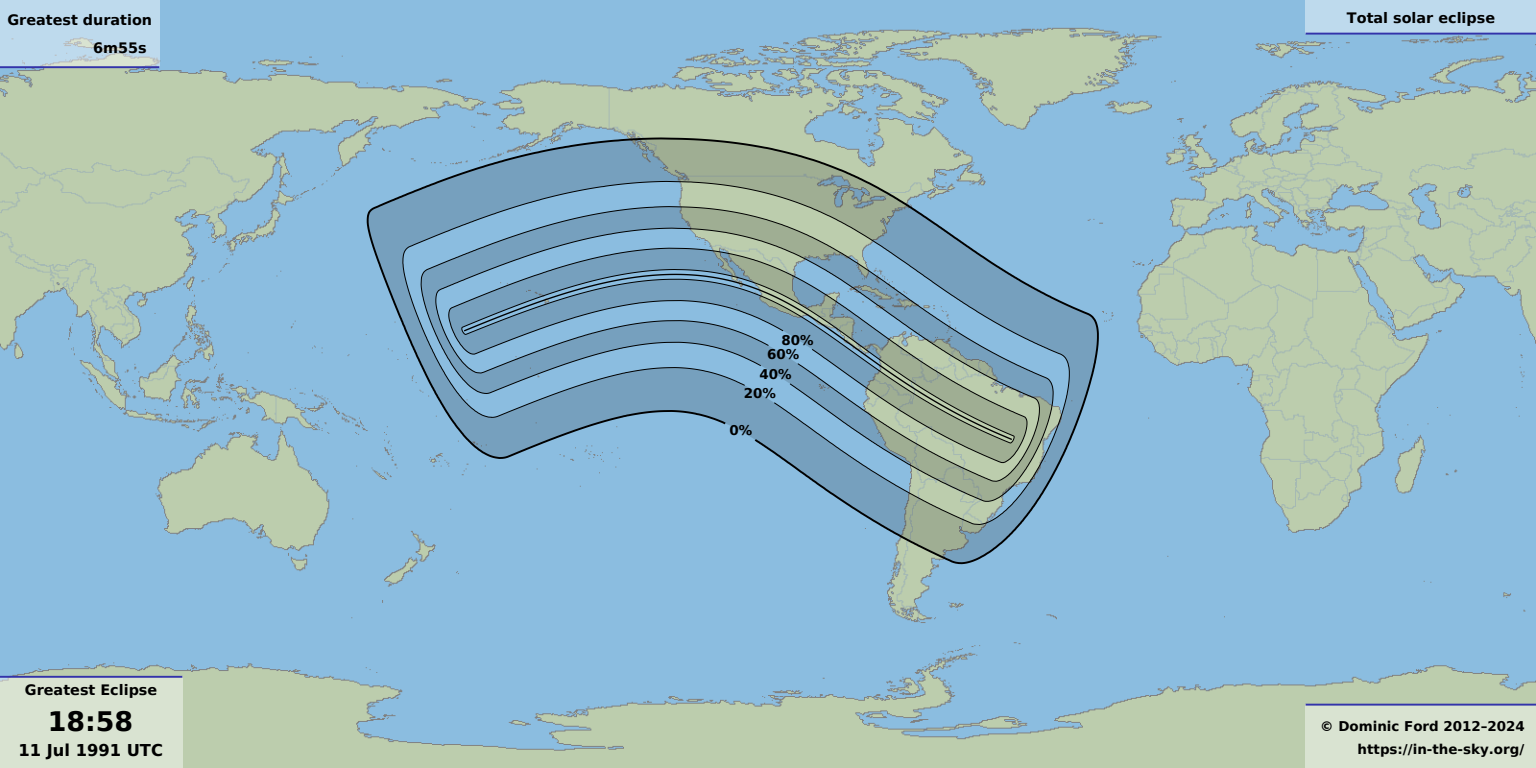 Greatest duration
6m55s
Total solar eclipse
80%
60%
40%
20%
0%
Greatest Eclipse
18:58
11 Jul 1991 UTC
© Dominic Ford 2012–2024
https://in-the-sky.org/